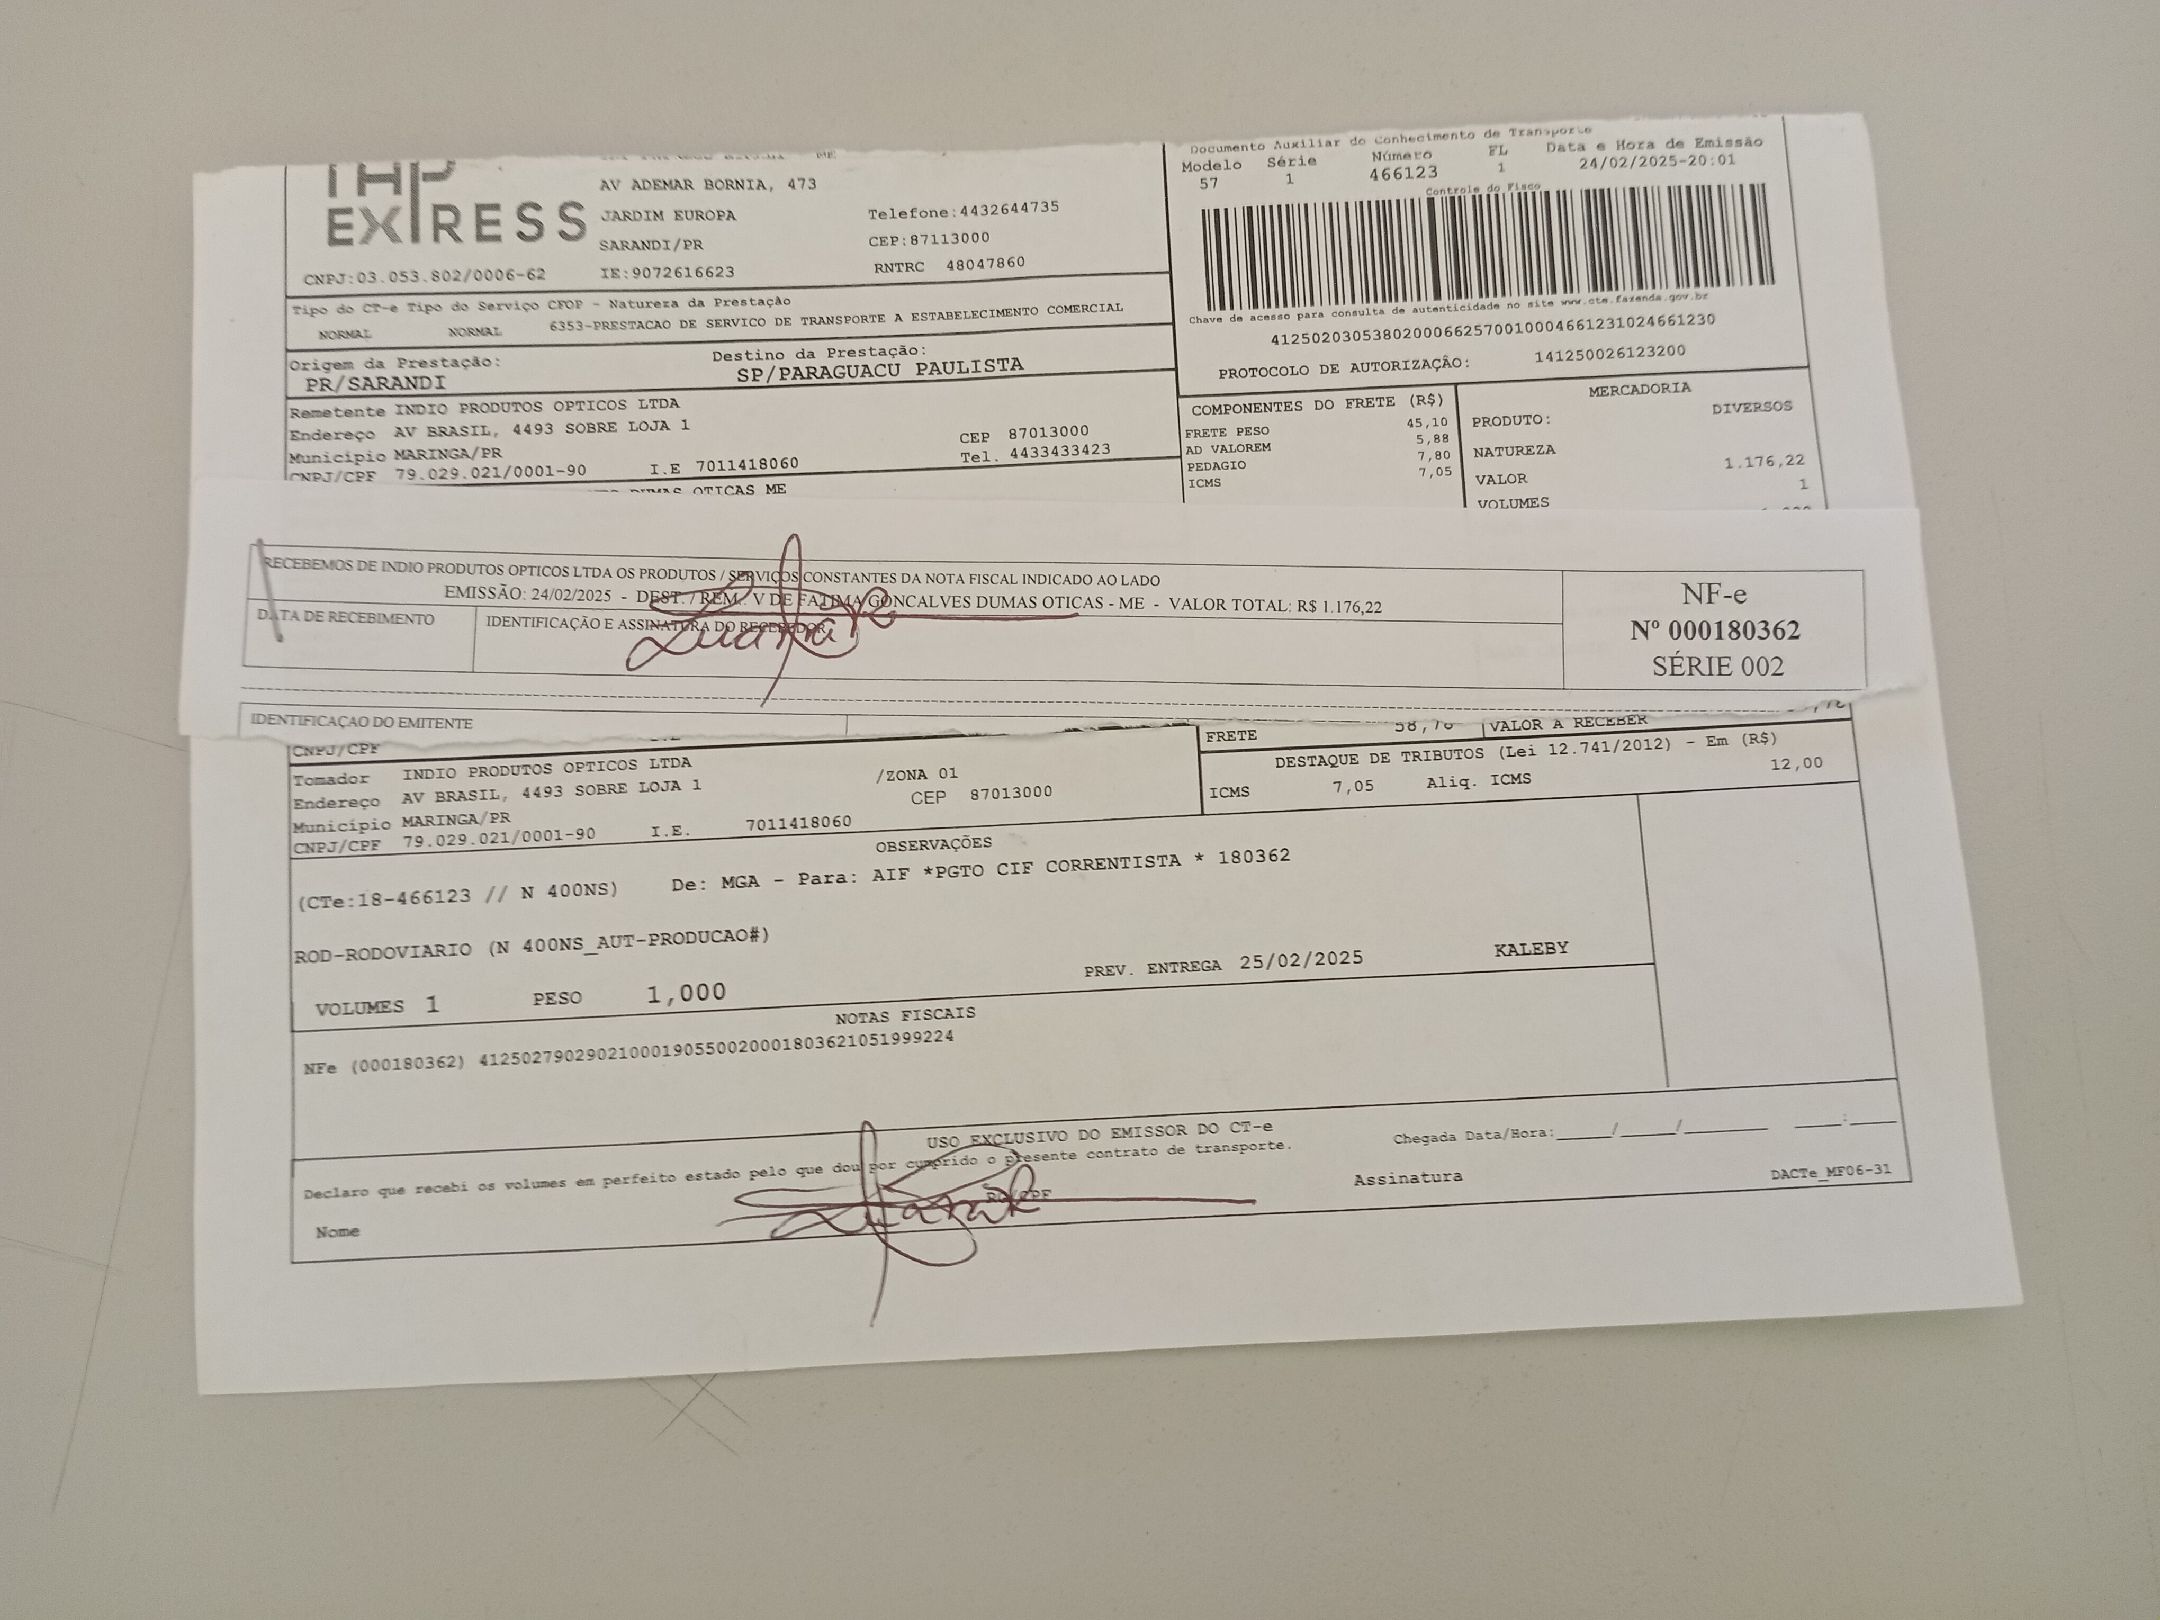 EXPRESS
AV ADEMAR BORNIA, 473
JARDIM EUROPA
Telefone:4432644735
SARANDI/PR
CEP:87113000
CNPJ:03.053.802/0006-62
IE:9072616623
RNTRC 48047860
Documento Auxiliar do Conhecimento de Transporte
Modelo Série Número FL Data e Hora de Emissão
57 1 466123 1 24/02/2025-20:01
Controle do Fisco
Chave de acesso para consulta de autenticidade no site www.cte.fazenda.gov.br
41250203053802000662570010004661231024661230
PROTOCOLO DE AUTORIZAÇÃO: 141250026123200
Tipo do CT-e Tipo do Serviço CFOP - Natureza da Prestação
NORMAL NORMAL 6353-PRESTACAO DE SERVICO DE TRANSPORTE A ESTABELECIMENTO COMERCIAL
Origem da Prestação: Destino da Prestação:
PR/SARANDI SP/PARAGUACU PAULISTA
Remetente INDIO PRODUTOS OPTICOS LTDA
Endereço AV BRASIL, 4493 SOBRE LOJA 1
Município MARINGA/PR CEP 87013000
CNPJ/CPF 79.029.021/0001-90 I.E 7011418060 Tel. 4433433423
OTICAS ME
COMPONENTES DO FRETE (R$)
FRETE PESO 45,10
AD VALOREM 5,88
PEDAGIO 7,80
ICMS 7,05
MERCADORIA
PRODUTO: DIVERSOS
NATUREZA
VALOR 1.176,22
VOLUMES 1
RECEBEMOS DE INDIO PRODUTOS OPTICOS LTDA OS PRODUTOS / SERVIÇOS CONSTANTES DA NOTA FISCAL INDICADO AO LADO
EMISSÃO: 24/02/2025 - DEST. / REM.: V DE FATIMA GONCALVES DUMAS OTICAS - ME - VALOR TOTAL: R$ 1.176,22
DATA DE RECEBIMENTO IDENTIFICAÇÃO E ASSINATURA DO RECEBEDOR
NF-e
Nº 000180362
SÉRIE 002
IDENTIFICAÇÃO DO EMITENTE
CNPJ/CPF
FRETE 58,78 VALOR A RECEBER
Tomador INDIO PRODUTOS OPTICOS LTDA
Endereço AV BRASIL, 4493 SOBRE LOJA 1 /ZONA 01
Município MARINGA/PR CEP 87013000
CNPJ/CPF 79.029.021/0001-90 I.E. 7011418060
DESTAQUE DE TRIBUTOS (Lei 12.741/2012) - Em (R$)
ICMS 7,05 Aliq. ICMS 12,00
OBSERVAÇÕES
(CTe:18-466123 // N 400NS) De: MGA - Para: AIF *PGTO CIF CORRENTISTA * 180362
ROD-RODOVIARIO (N 400NS_AUT-PRODUCAO#)
VOLUMES 1 PESO 1,000 PREV. ENTREGA 25/02/2025 KALEBY
NOTAS FISCAIS
NFe (000180362) 41250279029021000190550020001803621051999224
USO EXCLUSIVO DO EMISSOR DO CT-e
Declaro que recebi os volumes em perfeito estado pelo que dou por cumprido o presente contrato de transporte.
Chegada Data/Hora:_____/_____/_______ ____:____
Nome RG/CPF Assinatura DACTe_MF06-31